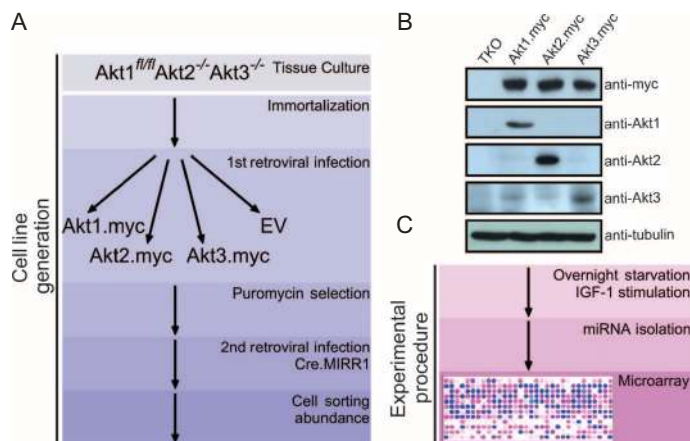 A
Akt1fl/flAkt2-/-Akt3-/- Tissue Culture
Immortalization
1st retroviral infection
Akt1.myc EV
Akt2.myc Akt3.myc
Puromycin selection
2nd retroviral infection
Cre.MIRR1
Cell sorting
abundance
Cell line
generation
B
TKO Akt1.myc Akt2.myc Akt3.myc
anti-myc
anti-Akt1
anti-Akt2
anti-Akt3
anti-tubulin
C
Overnight starvation
IGF-1 stimulation
miRNA isolation
Microarray
Experimental
procedure